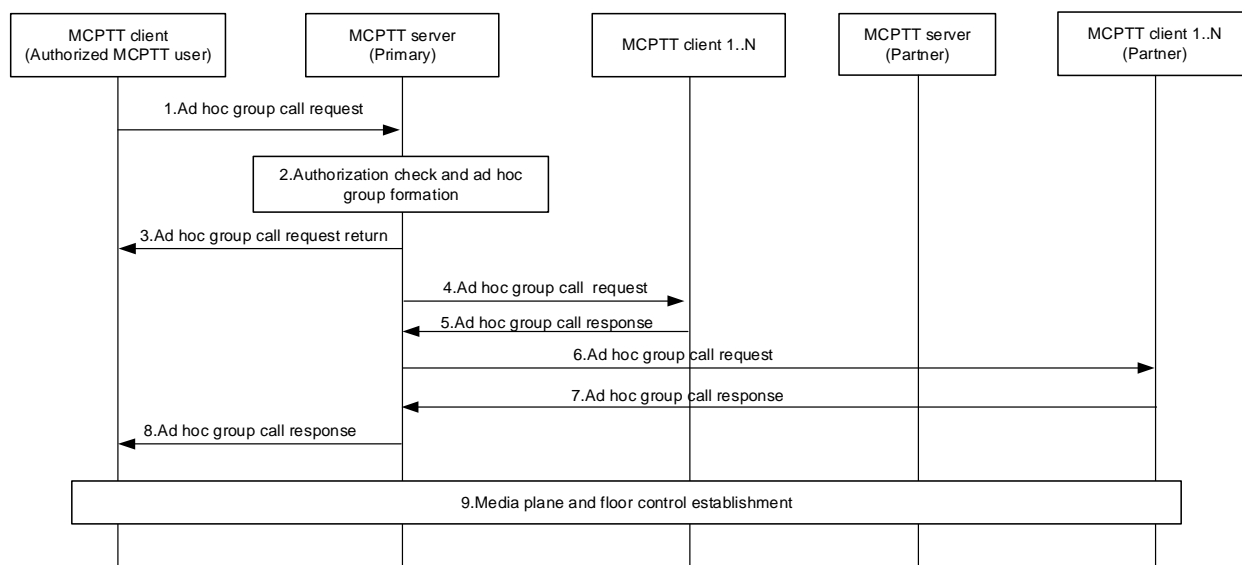 MCPTT client
(Authorized MCPTT user)
MCPTT server
(Primary)
MCPTT client 1..N
MCPTT server
(Partner)
MCPTT client 1..N
(Partner)
1.Ad hoc group call request
2.Authorization check and ad hoc
group formation
3.Ad hoc group call request return
4.Ad hoc group call  request
5.Ad hoc group call response
6.Ad hoc group call request
7.Ad hoc group call response
8.Ad hoc group call response
9.Media plane and floor control establishment